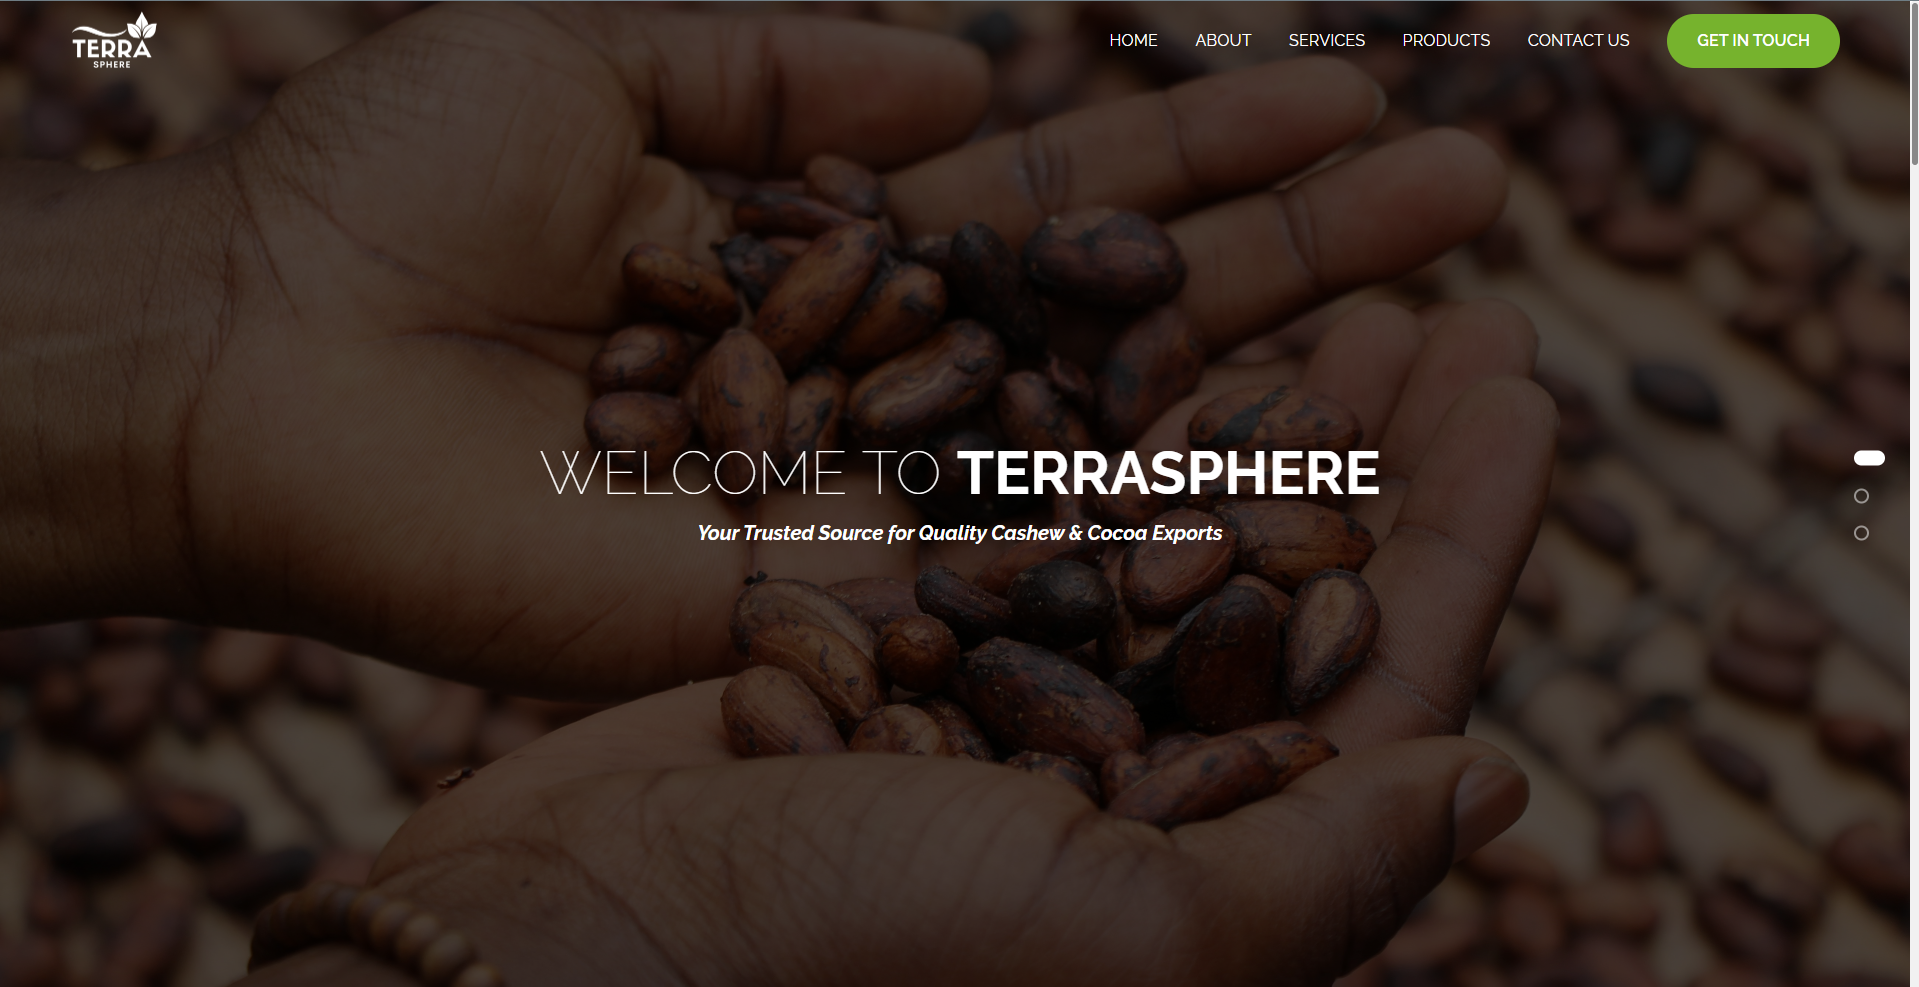 TERRA
SPHERE
HOME
ABOUT
SERVICES
PRODUCTS
CONTACT US
GET IN TOUCH
WELCOME TO TERRASPHERE
Your Trusted Source for Quality Cashew & Cocoa Exports